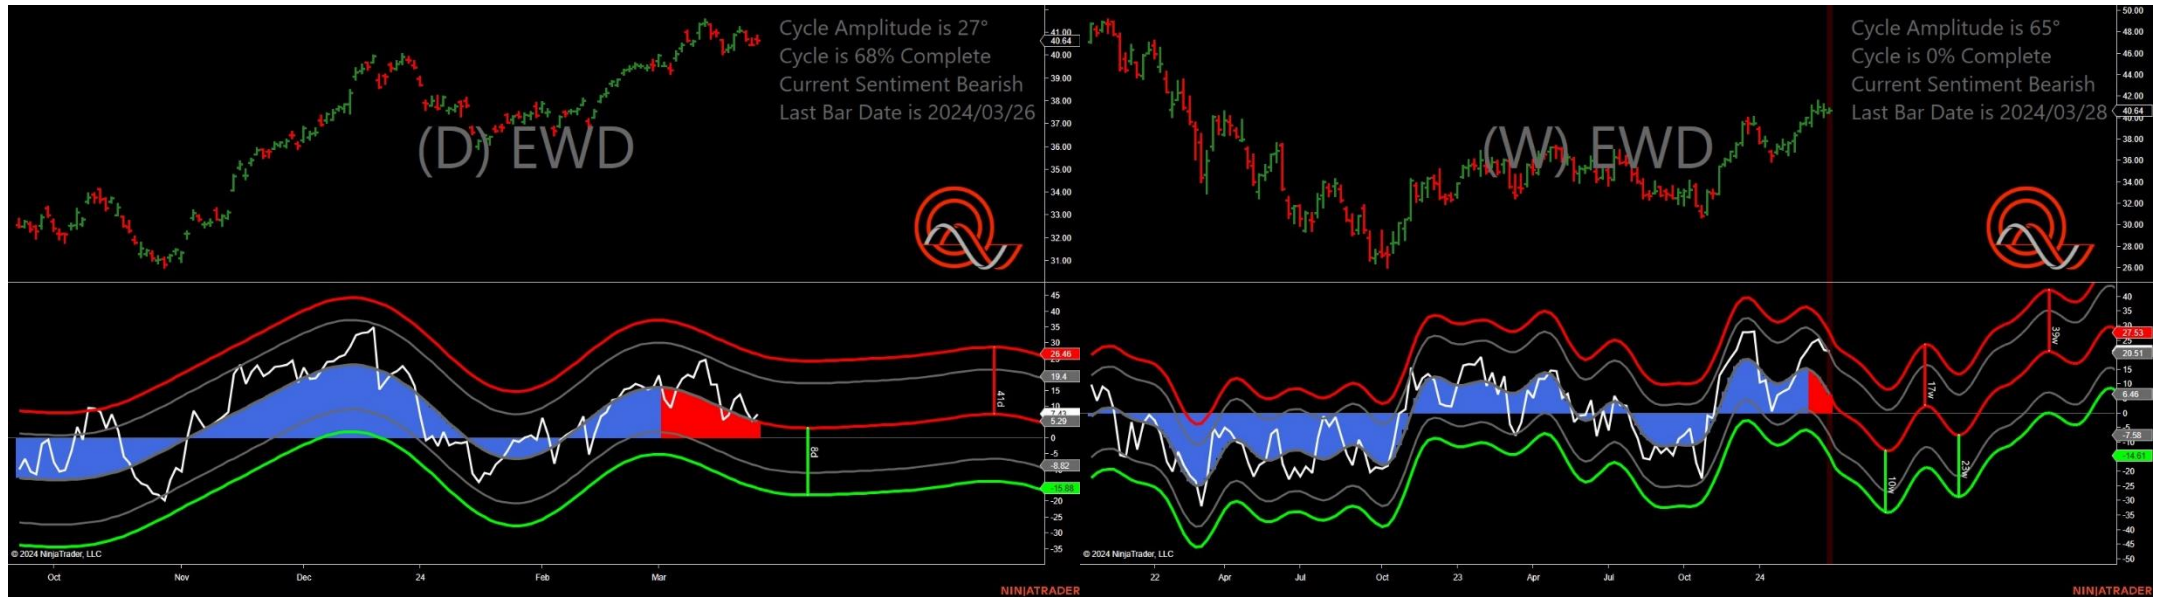 Cycle Amplitude is 27°
Cycle is 68% Complete
Current Sentiment Bearish
Last Bar Date is 2024/03/26
(D) EWD
41.00
40.64
40.00
39.00
38.00
37.00
36.00
35.00
34.00
33.00
32.00
31.00
45
40
35
30
26.46
19.4
10
7.43
5.29
0
-5
-8.82
-15.86
-20
-25
-30
-35
41d
8d
© 2024 NinjaTrader, LLC
Oct Nov Dec 24 Feb Mar
NINJATRADER
Cycle Amplitude is 65°
Cycle is 0% Complete
Current Sentiment Bearish
Last Bar Date is 2024/03/28
(W) EWD
50.00
48.00
46.00
44.00
42.00
40.64
40.00
38.00
36.00
34.00
32.00
30.00
28.00
26.00
40
35
30
27.53
25
20.51
15
10
6.46
0
-7.58
-14.61
-20
-25
-30
-35
-40
-45
-50
17w
39w
10w
23w
© 2024 NinjaTrader, LLC
22 Apr Jul Oct 23 Apr Jul Oct 24
NINJATRADER